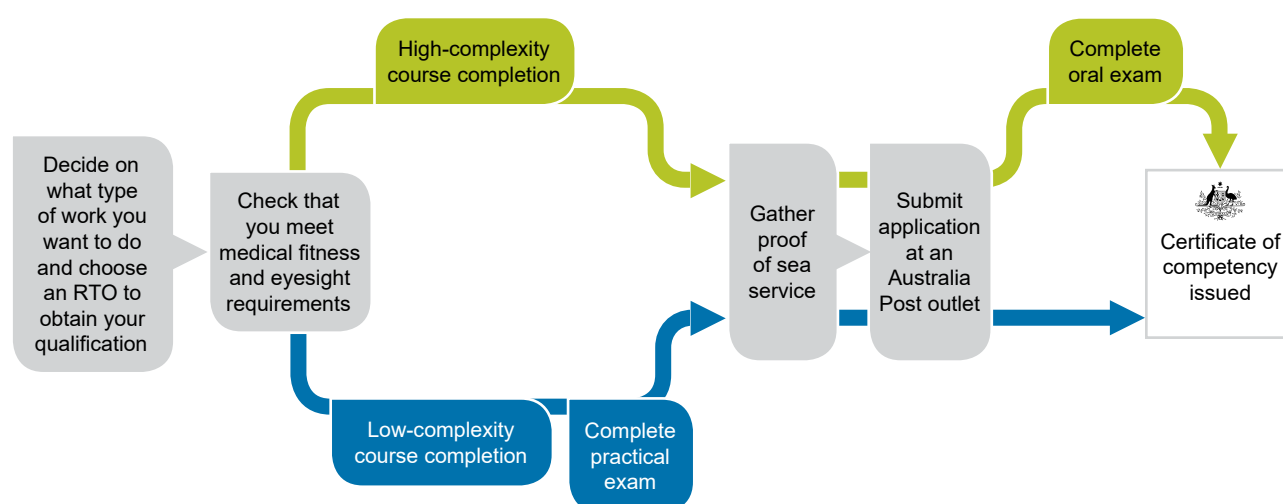 Decide on
what type
of work you
want to do
and choose
an RTO to
obtain your
qualification
Check that
you meet
medical fitness
and eyesight
requirements
High-complexity
course completion
Low-complexity
course completion
Complete
practical
exam
Gather
proof
of sea
service
Submit
application
at an
Australia
Post outlet
Complete
oral exam
Certificate of
competency
issued